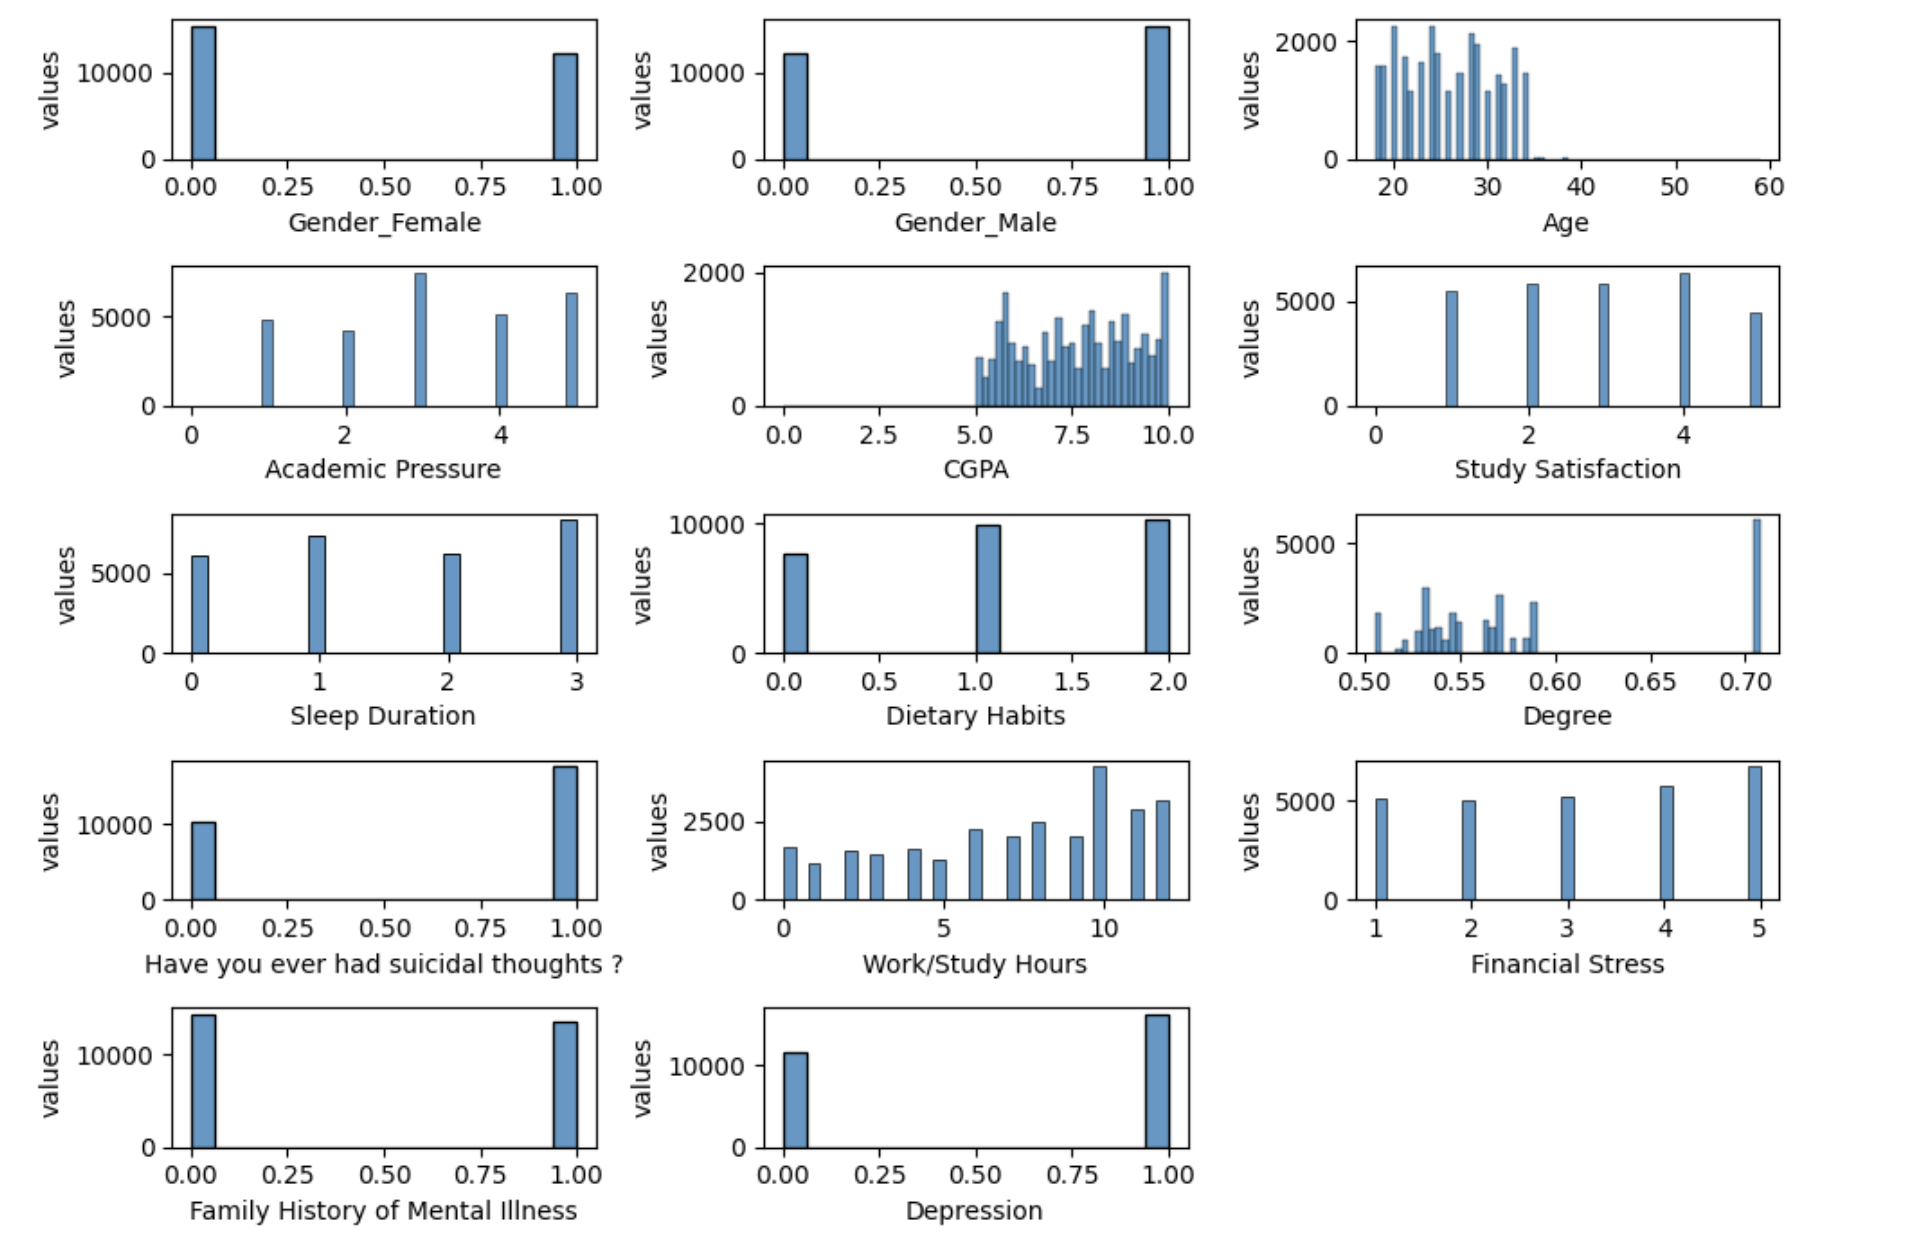 values
10000
0
0.00 0.25 0.50 0.75 1.00
Gender_Female
values
10000
0
0.00 0.25 0.50 0.75 1.00
Gender_Male
values
2000
0
20 30 40 50 60
Age
values
5000
0
0 2 4
Academic Pressure
values
2000
0
0.0 2.5 5.0 7.5 10.0
CGPA
values
5000
0
0 2 4
Study Satisfaction
values
5000
0
0 1 2 3
Sleep Duration
values
10000
0
0.0 0.5 1.0 1.5 2.0
Dietary Habits
values
5000
0
0.50 0.55 0.60 0.65 0.70
Degree
values
10000
0
0.00 0.25 0.50 0.75 1.00
Have you ever had suicidal thoughts ?
values
2500
0
0 5 10
Work/Study Hours
values
5000
0
1 2 3 4 5
Financial Stress
values
10000
0
0.00 0.25 0.50 0.75 1.00
Family History of Mental Illness
values
10000
0
0.00 0.25 0.50 0.75 1.00
Depression